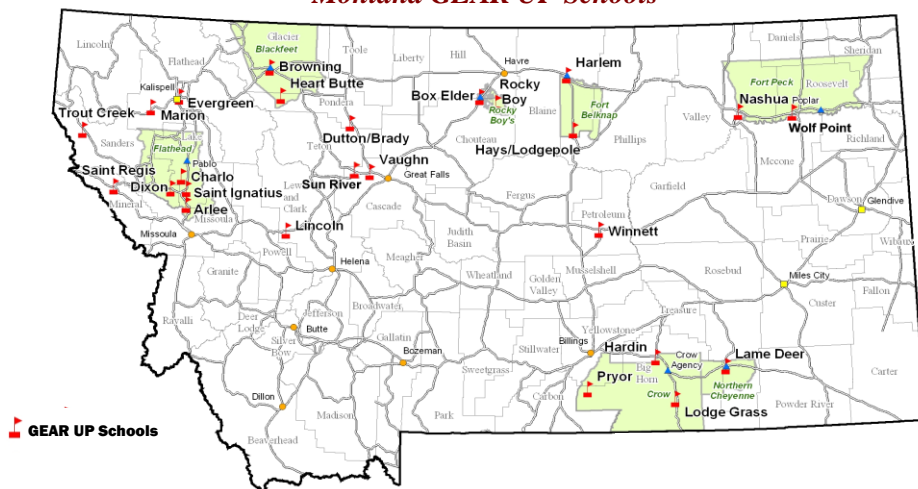 Montana GEAR UP Schools
Lincoln
Flathead
Glacier
Blackfeet
Toole
Liberty
Hill
Havre
Daniels
Sheridan
Browning
Harlem
Rocky
Boy
Fort Peck
Roosevelt
Kalispell
Heart Butte
Box Elder
Rocky
Boy's
Blaine
Fort
Belknap
Nashua
Poplar
Trout Creek
Evergreen
Marion
Pondera
Dutton/Brady
Chouteau
Hays/Lodgepole
Phillips
Valley
Wolf Point
Richland
Sanders
Lake
Flathead
Pablo
Teton
Vaughn
Mccone
Saint Regis
Charlo
Dixon
Saint Ignatius
Sun River
Great Falls
Garfield
Mineral
Arlee
Lewis
and
Clark
Cascade
Fergus
Dawson
Glendive
Missoula
Missoula
Lincoln
Judith
Basin
Petroleum
Winnett
Prairie
Wibaux
Powell
Granite
Helena
Meagher
Wheatland
Golden
Valley
Musselshell
Rosebud
Miles City
Fallon
Custer
Ravalli
Deer
Lodge
Jefferson
Broadwater
Treasure
Butte
Silver
Bow
Gallatin
Bozeman
Sweetgrass
Stillwater
Billings
Yellowstone
Hardin
Crow
Agency
Lame Deer
Big
Horn
Pryor
Northern
Cheyenne
Carter
Dillon
Madison
Park
Carbon
Crow
Lodge Grass
Powder River
Beaverhead
GEAR UP Schools